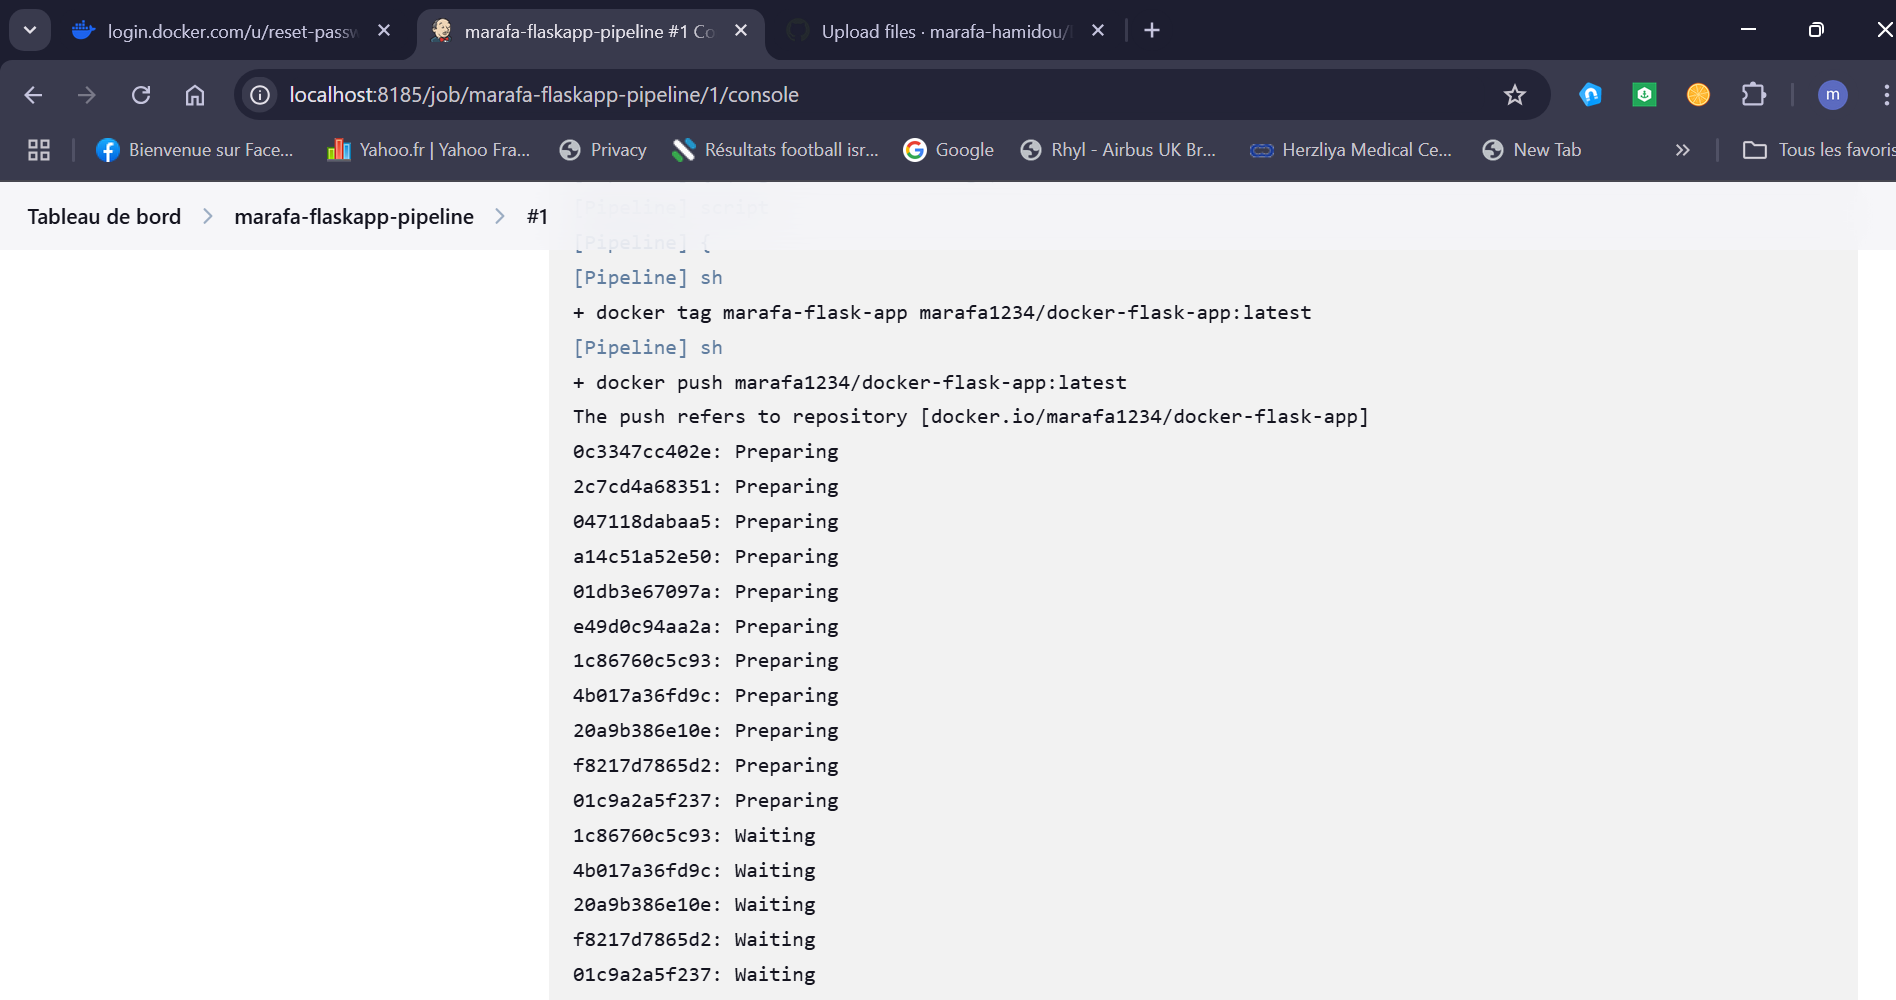 login.docker.com/u/reset-passw
marafa-flaskapp-pipeline #1 Co
Upload files · marafa-hamidou/
localhost:8185/job/marafa-flaskapp-pipeline/1/console
m
Bienvenue sur Face...
Yahoo.fr | Yahoo Fra...
Privacy
Résultats football isr...
Google
Rhyl - Airbus UK Br...
Herzliya Medical Ce...
New Tab
Tous les favoris
Tableau de bord
marafa-flaskapp-pipeline
#1
[Pipeline] script
[Pipeline] {
[Pipeline] sh
+ docker tag marafa-flask-app marafa1234/docker-flask-app:latest
[Pipeline] sh
+ docker push marafa1234/docker-flask-app:latest
The push refers to repository [docker.io/marafa1234/docker-flask-app]
0c3347cc402e: Preparing
2c7cd4a68351: Preparing
047118dabaa5: Preparing
a14c51a52e50: Preparing
01db3e67097a: Preparing
e49d0c94aa2a: Preparing
1c86760c5c93: Preparing
4b017a36fd9c: Preparing
20a9b386e10e: Preparing
f8217d7865d2: Preparing
01c9a2a5f237: Preparing
1c86760c5c93: Waiting
4b017a36fd9c: Waiting
20a9b386e10e: Waiting
f8217d7865d2: Waiting
01c9a2a5f237: Waiting